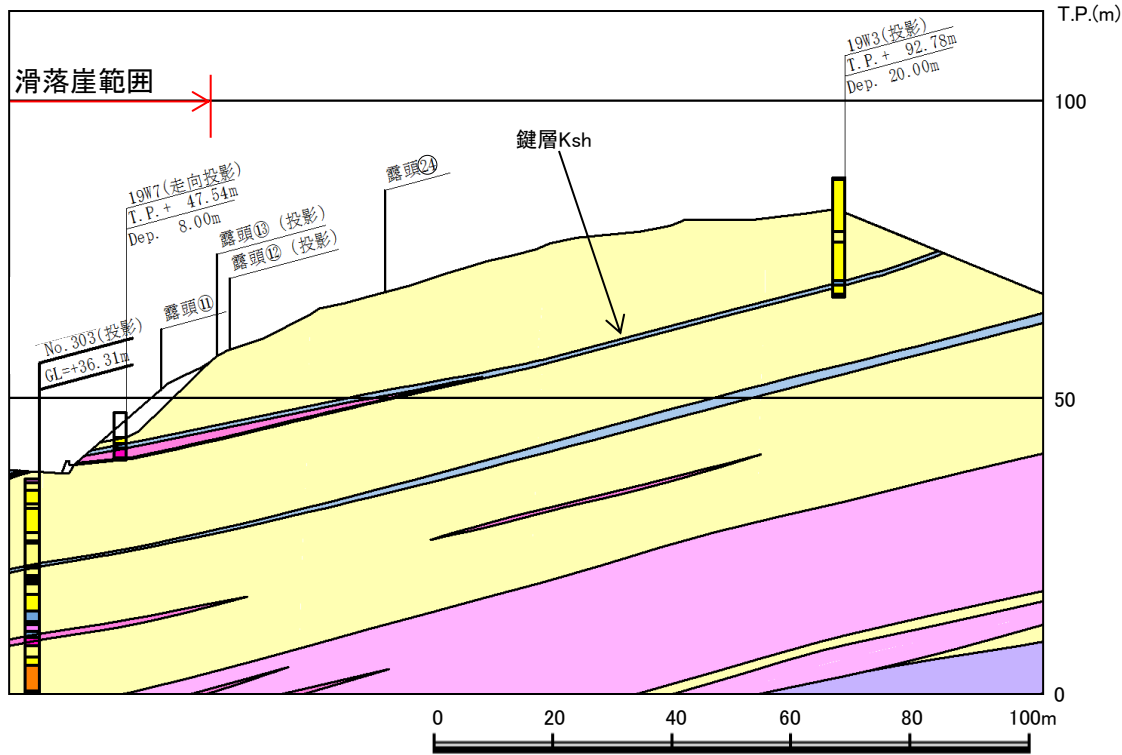 T.P.(m)
19W3(投影)
T.P.+ 92.78m
Dep. 20.00m
滑落崖範囲
100
鍵層Ksh
露頭㉔
19W7(走向投影)
T.P.+ 47.54m
Dep. 8.00m
露頭⑬ (投影)
露頭⑫ (投影)
露頭⑪
No.303(投影)
GL=+36.31m
50
0
0 20 40 60 80 100m